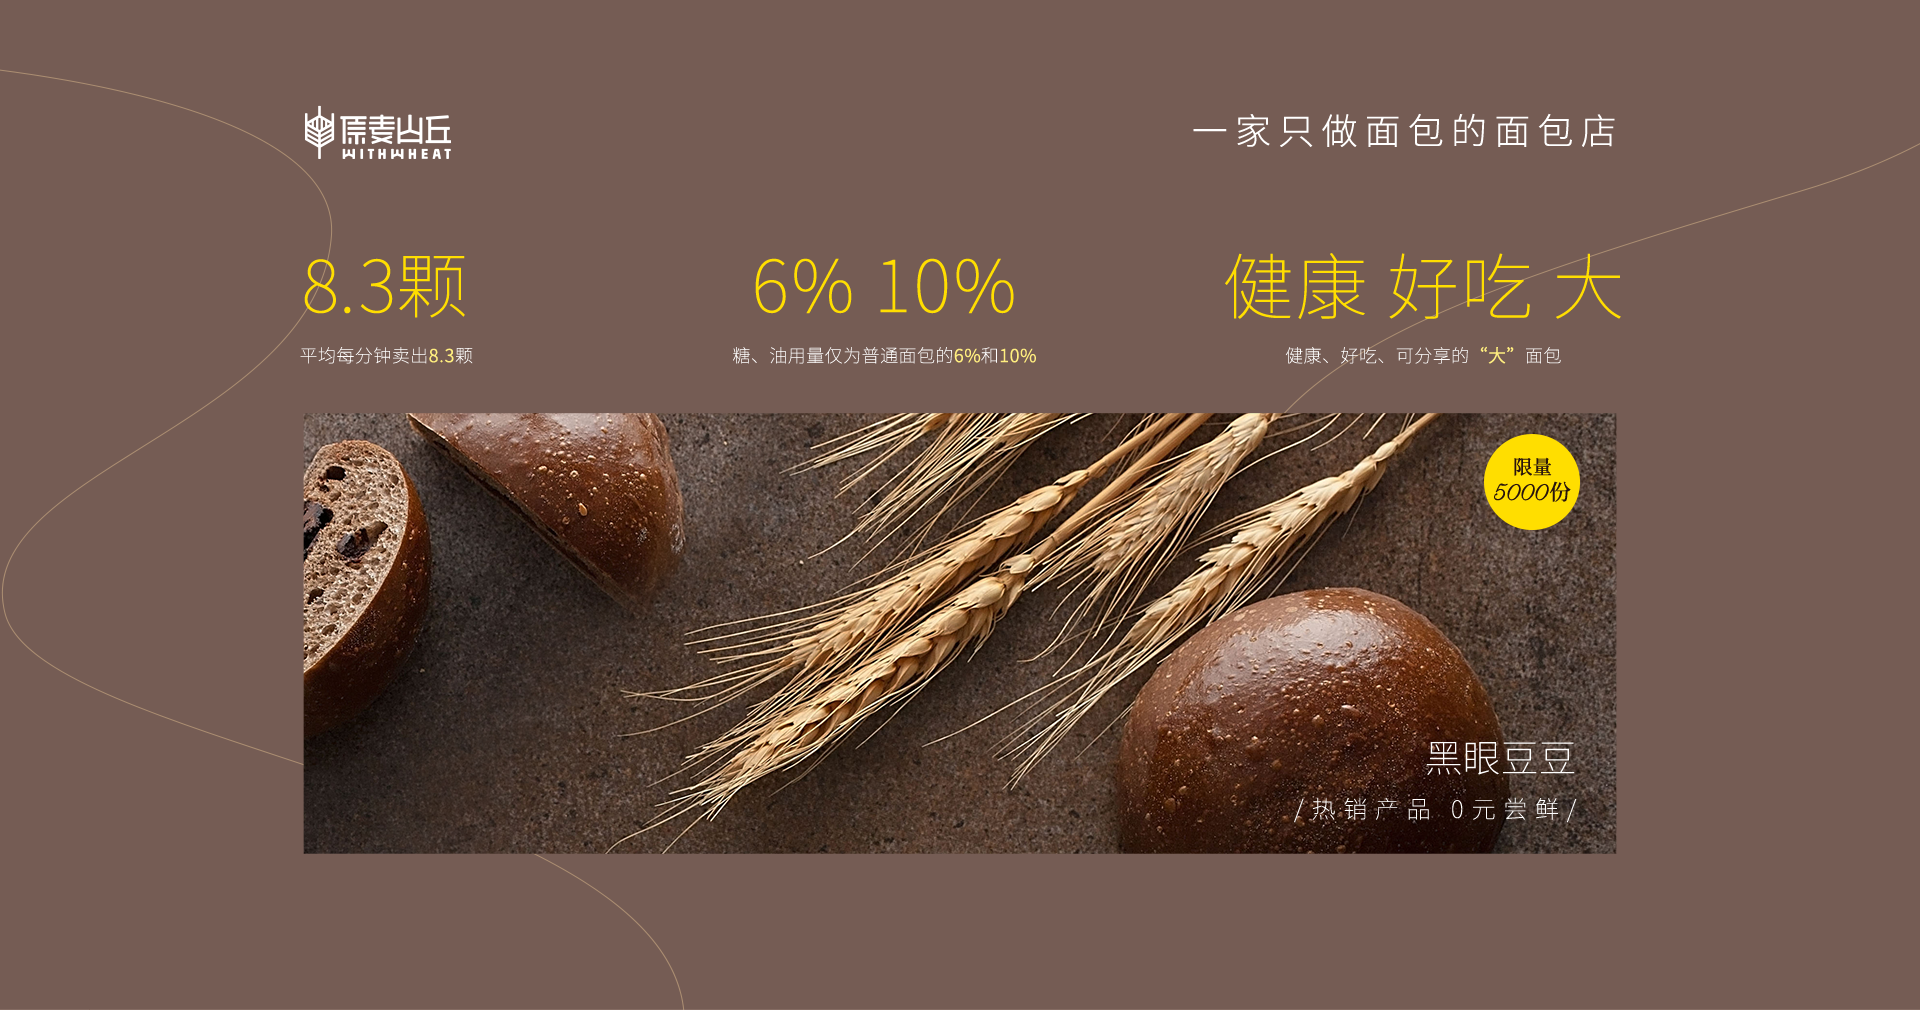 原麦山丘
WITHWHEAT
一家只做面包的面包店
8.3颗
平均每分钟卖出8.3颗
6% 10%
糖、油用量仅为普通面包的6%和10%
健康 好吃 大
健康、好吃、可分享的“大”面包
限量
5000份
黑眼豆豆
/热销产品 0元尝鲜/